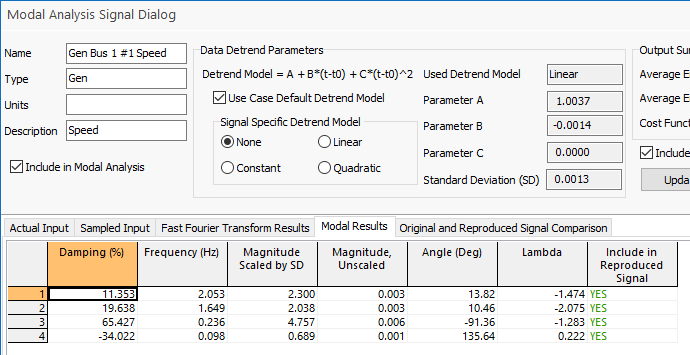 Modal Analysis Signal Dialog
Name Gen Bus 1 #1 Speed
Type Gen
Units
Description Speed
Include in Modal Analysis
Data Detrend Parameters
Detrend Model = A + B*(t-t0) + C*(t-t0)^2
Use Case Default Detrend Model
Signal Specific Detrend Model
None Linear
Constant Quadratic
Used Detrend Model Linear
Parameter A 1.0037
Parameter B -0.0014
Parameter C 0.0000
Standard Deviation (SD) 0.0013
Output Sur
Average E
Average E
Cost Funct
Include
Upda
Actual Input Sampled Input Fast Fourier Transform Results Modal Results Original and Reproduced Signal Comparison
Damping (%) Frequency (Hz) Magnitude Scaled by SD Magnitude, Unscaled Angle (Deg) Lambda Include in Reproduced Signal
1 11.353 2.053 2.300 0.003 13.82 -1.474 YES
2 19.638 1.649 2.038 0.003 10.46 -2.075 YES
3 65.427 0.236 4.757 0.006 -91.36 -1.283 YES
4 -34.022 0.098 0.689 0.001 135.64 0.222 YES